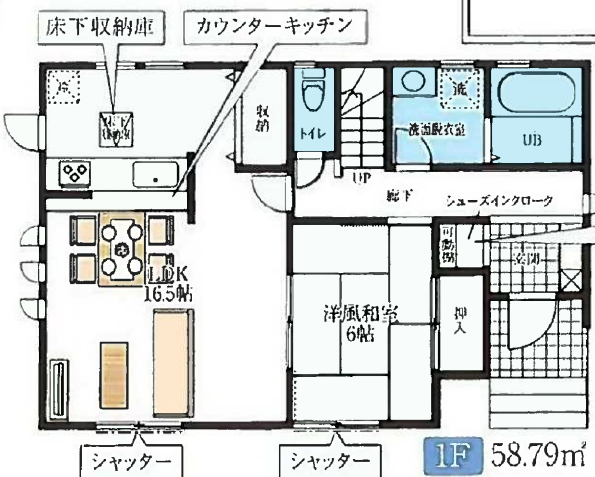 床下収納庫
カウンターキッチン
冷
収納
トイレ
UP
洗
洗面脱衣室
UB
廊下
シューズインクローク
可動棚
玄関
LDK
16.5帖
洋風和室
6帖
押入
シャッター
シャッター
1F 58.79㎡